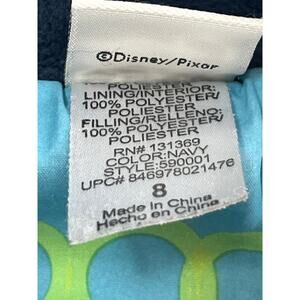 ©Disney/Pixar
POLIESTER
LINING/INTERIOR:
100% POLYESTER/
POLIESTER
FILLING/RELLENO:
100% POLYESTER/
POLIESTER
RN# 131369
COLOR:NAVY
STYLE:590001
UPC# 846978021476
8
Made in China
Hecho en China